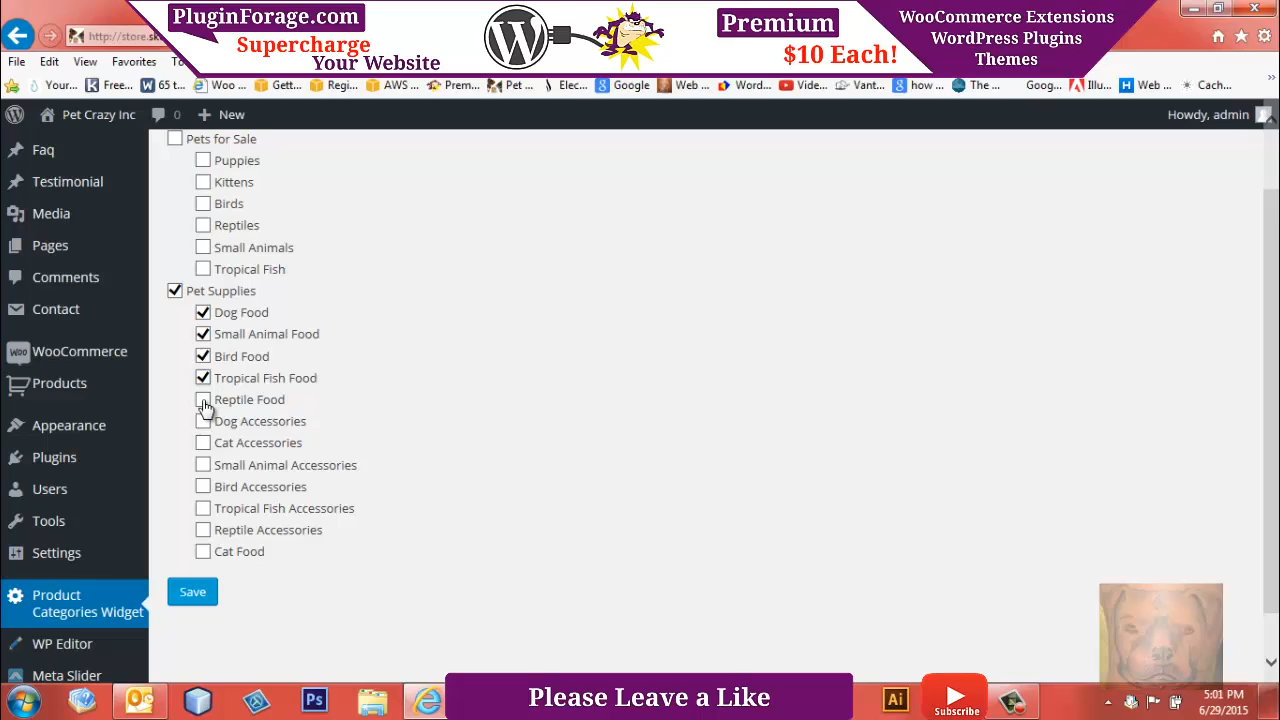 PluginForage.com
Supercharge
Your Website
Premium
$10 Each!
WooCommerce Extensions
WordPress Plugins
Themes
http://store.sk
File Edit View Favorites To
Your... Free... 65 t... Woo ... Gett... Regi... AWS ... Prem... Pet ... Elec... Google Web ... Word... Vide... Vant... how ... The ... Goog... Illu... Web ... Cach...
Pet Crazy Inc 0 New Howdy, admin
Faq
Testimonial
Media
Pages
Comments
Contact
WooCommerce
Products
Appearance
Plugins
Users
Tools
Settings
Product
Categories Widget
WP Editor
Meta Slider
Pets for Sale
Puppies
Kittens
Birds
Reptiles
Small Animals
Tropical Fish
Pet Supplies
Dog Food
Small Animal Food
Bird Food
Tropical Fish Food
Reptile Food
Dog Accessories
Cat Accessories
Small Animal Accessories
Bird Accessories
Tropical Fish Accessories
Reptile Accessories
Cat Food
Save
Please Leave a Like
Subscribe
5:01 PM
6/29/2015